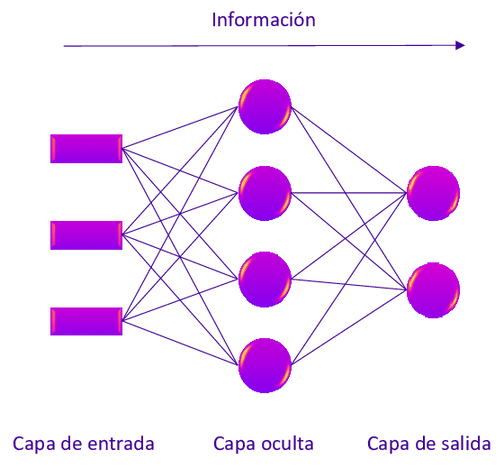 Información
Capa de entrada
Capa oculta
Capa de salida